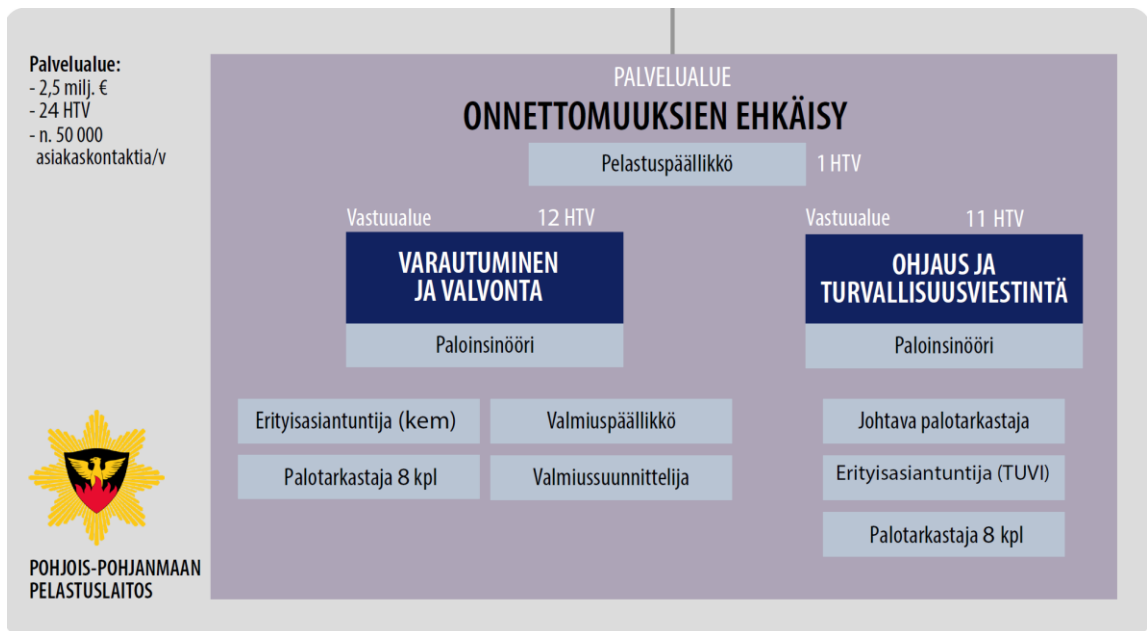 Palvelualue:
- 2,5 milj. €
- 24 HTV
- n. 50 000
asiakaskontaktia/v
PALVELUALUE
ONNETTOMUUKSIEN EHKÄISY
Pelastuspäällikkö 1 HTV
Vastuualue 12 HTV
VARAUTUMINEN
JA VALVONTA
Paloinsinööri
Erityisasiantuntija (kem)
Valmiuspäällikkö
Palotarkastaja 8 kpl
Valmiussuunnittelija
Vastuualue 11 HTV
OHJAUS JA
TURVALLISUUSVIESTINTÄ
Paloinsinööri
Johtava palotarkastaja
Erityisasiantuntija (TUVI)
Palotarkastaja 8 kpl
POHJOIS-POHJANMAAN
PELASTUSLAITOS